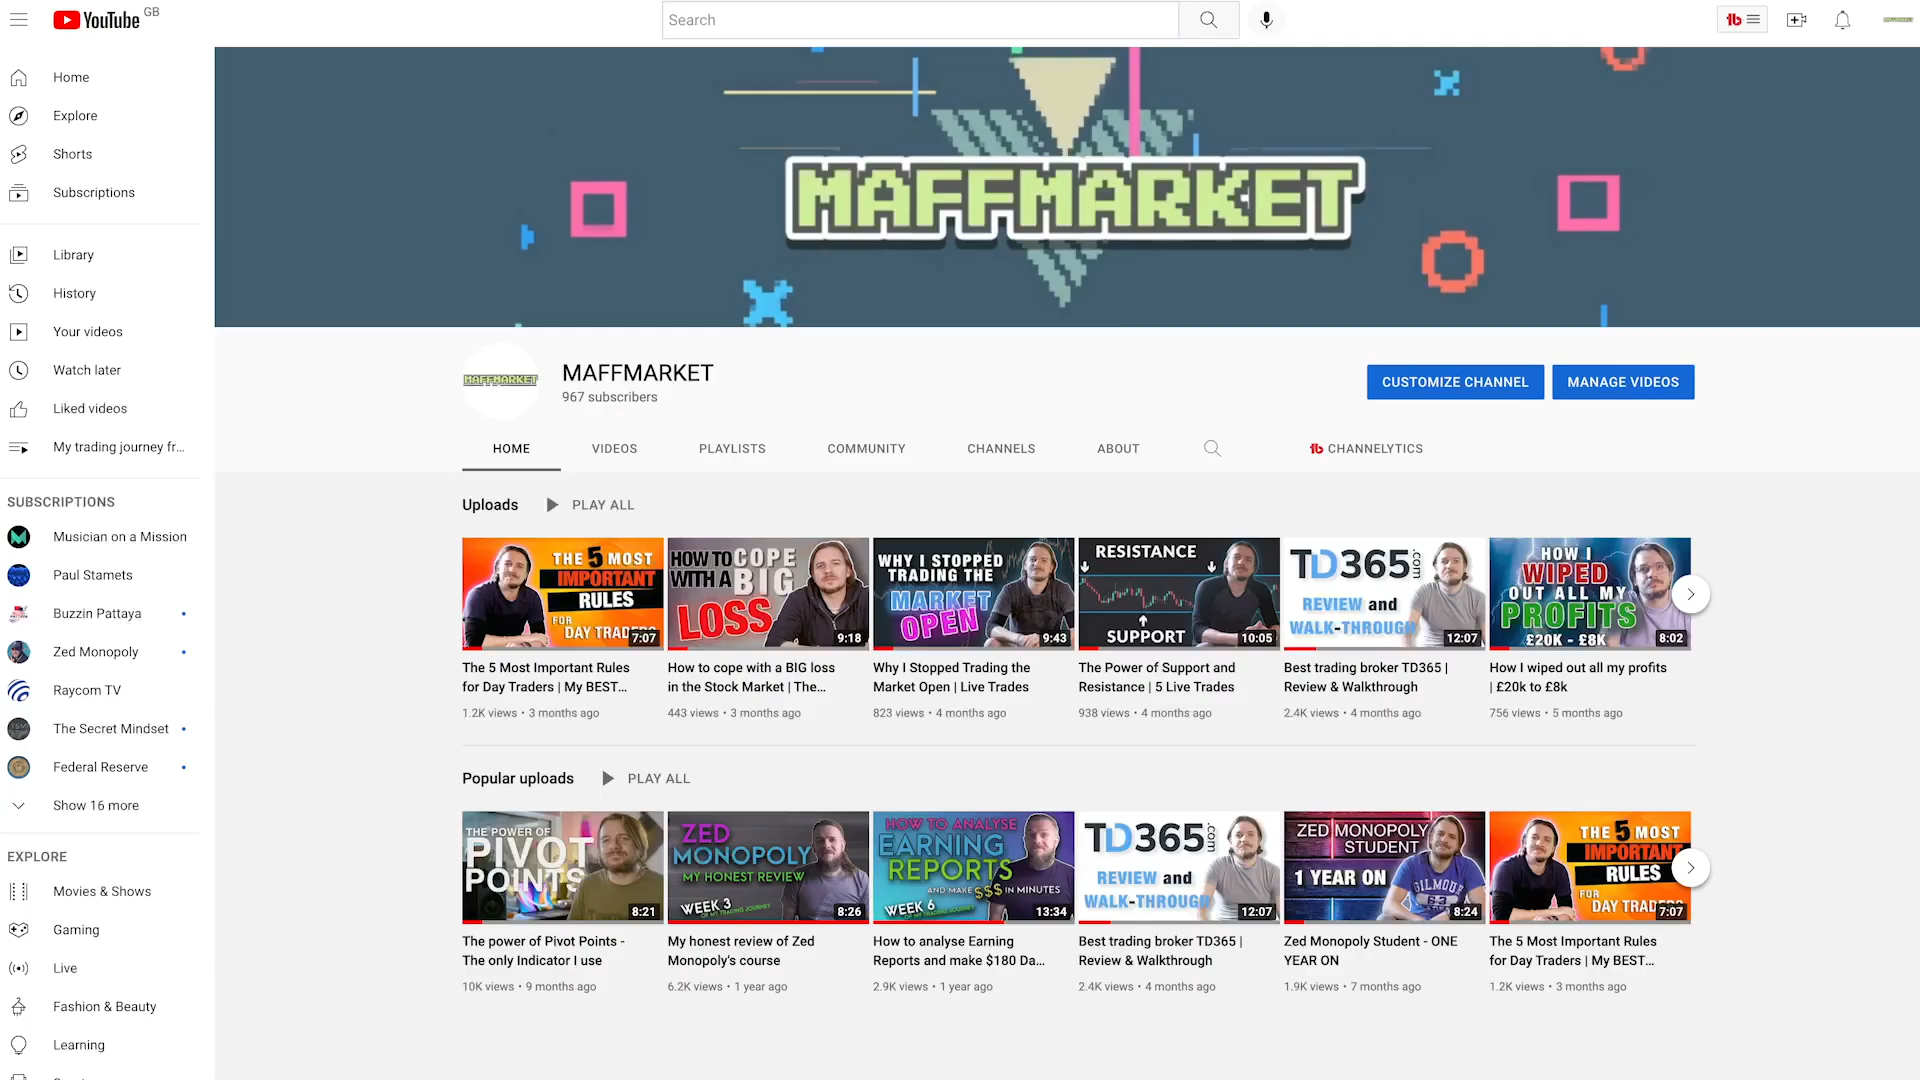 YouTube GB
Search
Home
Explore
Shorts
Subscriptions
Library
History
Your videos
Watch later
Liked videos
My trading journey fr...
SUBSCRIPTIONS
Musician on a Mission
Paul Stamets
Buzzin Pattaya
Zed Monopoly
Raycom TV
The Secret Mindset
Federal Reserve
Show 16 more
EXPLORE
Movies & Shows
Gaming
Live
Fashion & Beauty
Learning
MAFFMARKET
MAFFMARKET
MAFFMARKET
967 subscribers
CUSTOMIZE CHANNEL
MANAGE VIDEOS
HOME
VIDEOS
PLAYLISTS
COMMUNITY
CHANNELS
ABOUT
CHANNELYTICS
Uploads
PLAY ALL
THE 5 MOST
IMPORTANT
RULES
FOR
DAY TRADERS
7:07
The 5 Most Important Rules
for Day Traders | My BEST...
1.2K views • 3 months ago
HOW TO COPE
WITH A BIG
LOSS
9:18
How to cope with a BIG loss
in the Stock Market | The...
443 views • 3 months ago
WHY I STOPPED
TRADING THE
MARKET
OPEN
9:43
Why I Stopped Trading the
Market Open | Live Trades
823 views • 4 months ago
RESISTANCE
SUPPORT
10:05
The Power of Support and
Resistance | 5 Live Trades
938 views • 4 months ago
TD365.com
REVIEW and
WALK-THROUGH
12:07
Best trading broker TD365 |
Review & Walkthrough
2.4K views • 4 months ago
HOW I
WIPED
OUT ALL MY
PROFITS
£20K - £8K
8:02
How I wiped out all my profits
| £20k to £8k
756 views • 5 months ago
Popular uploads
PLAY ALL
THE POWER OF
PIVOT
POINTS
8:21
The power of Pivot Points -
The only Indicator I use
10K views • 9 months ago
ZED
MONOPOLY
MY HONEST REVIEW
WEEK 3
OF MY TRADING JOURNEY
8:26
My honest review of Zed
Monopoly's course
6.2K views • 1 year ago
HOW TO ANALYSE
EARNING
REPORTS
AND MAKE $$$ IN MINUTES
WEEK 6
OF MY TRADING JOURNEY
13:34
How to analyse Earning
Reports and make $180 Da...
2.9K views • 1 year ago
TD365.com
REVIEW and
WALK-THROUGH
12:07
Best trading broker TD365 |
Review & Walkthrough
2.4K views • 4 months ago
ZED MONOPOLY
STUDENT
1 YEAR ON
GILMOUR
63
8:24
Zed Monopoly Student - ONE
YEAR ON
1.9K views • 7 months ago
THE 5 MOST
IMPORTANT
RULES
FOR
DAY TRADERS
7:07
The 5 Most Important Rules
for Day Traders | My BEST...
1.2K views • 3 months ago